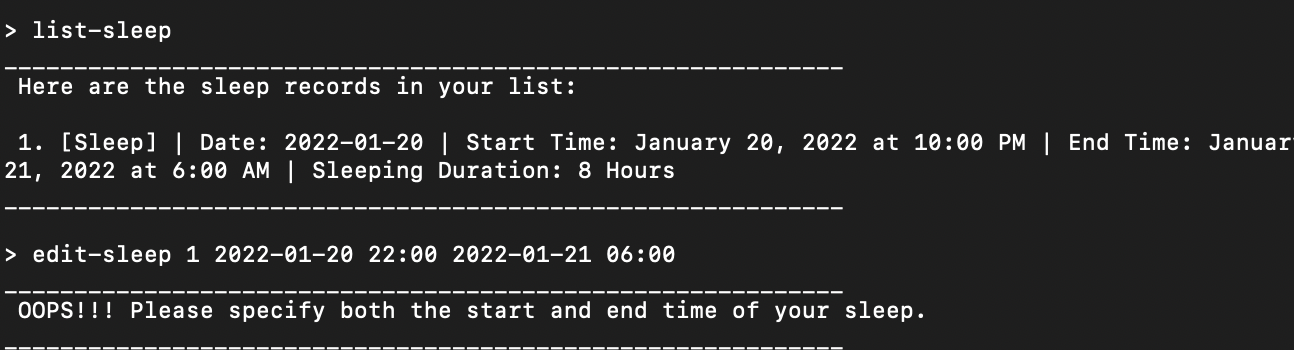 > list-sleep
____________________________________________________________
Here are the sleep records in your list:
1. [Sleep] | Date: 2022-01-20 | Start Time: January 20, 2022 at 10:00 PM | End Time: Januar
21, 2022 at 6:00 AM | Sleeping Duration: 8 Hours
____________________________________________________________
> edit-sleep 1 2022-01-20 22:00 2022-01-21 06:00
____________________________________________________________
OOPS!!! Please specify both the start and end time of your sleep.
____________________________________________________________